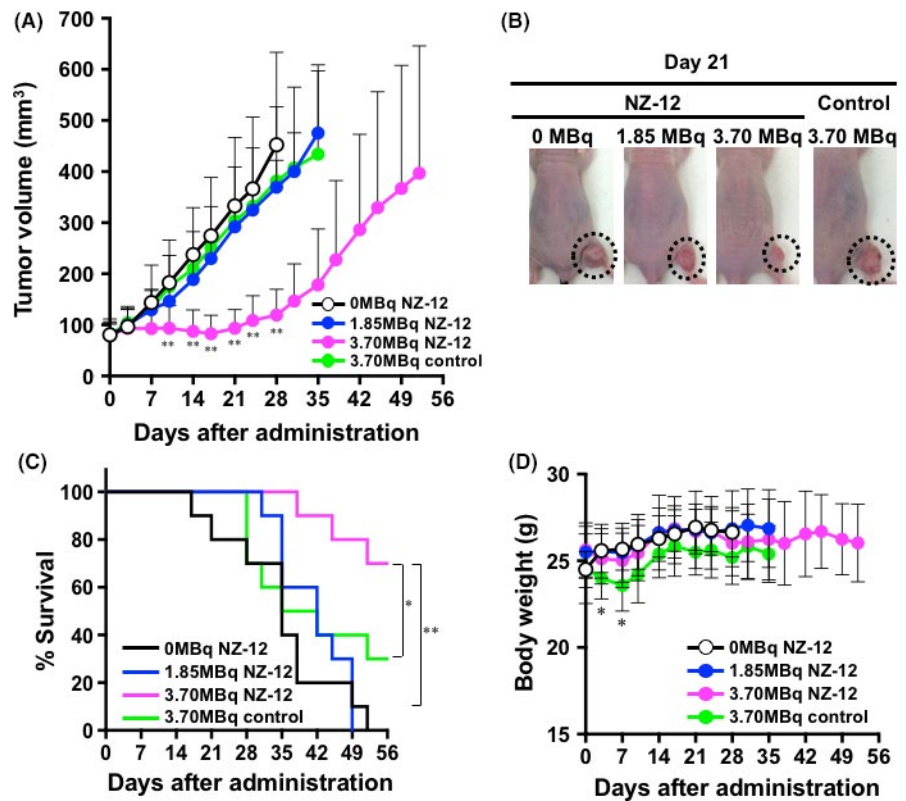 (A)
700
600
500
400
300
200
100
0
Tumor volume (mm³)
** ** ** ** ** **
0MBq NZ-12
1.85MBq NZ-12
3.70MBq NZ-12
3.70MBq control
0 7 14 21 28 35 42 49 56
Days after administration
(B)
Day 21
NZ-12 Control
0 MBq 1.85 MBq 3.70 MBq 3.70 MBq
(C)
100
80
60
40
20
0
% Survival
*
**
0MBq NZ-12
1.85MBq NZ-12
3.70MBq NZ-12
3.70MBq control
0 7 14 21 28 35 42 49 56
Days after administration
(D)
30
25
20
15
Body weight (g)
* *
0MBq NZ-12
1.85MBq NZ-12
3.70MBq NZ-12
3.70MBq control
0 7 14 21 28 35 42 49 56
Days after administration